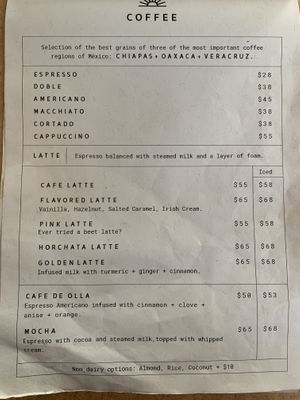 COFFEE
Selection of the best grains of three of the most important coffee
regions of México: CHIAPAS + OAXACA + VERACRUZ.
ESPRESSO $28
DOBLE $38
AMERICANO $45
MACCHIATO $38
CORTADO $38
CAPPUCCINO $55
LATTE | Espresso balanced with steamed milk and a layer of foam.
Iced
CAFE LATTE $55 $58
FLAVORED LATTE $65 $68
Vainilla, Hazelnut, Salted Caramel, Irish Cream.
PINK LATTE $55 $58
Ever tried a beet latte?
HORCHATA LATTE $65 $68
GOLDEN LATTE $65 $68
Infused milk with turmeric + ginger + cinnamon.
CAFE DE OLLA $50 $53
Espresso Americano infused with cinnamon + clove +
anise + orange.
MOCHA $65 $68
Espresso with cocoa and steamed milk, topped with whipped
cream.
Non dairy options: Almond, Rice, Coconut + $10